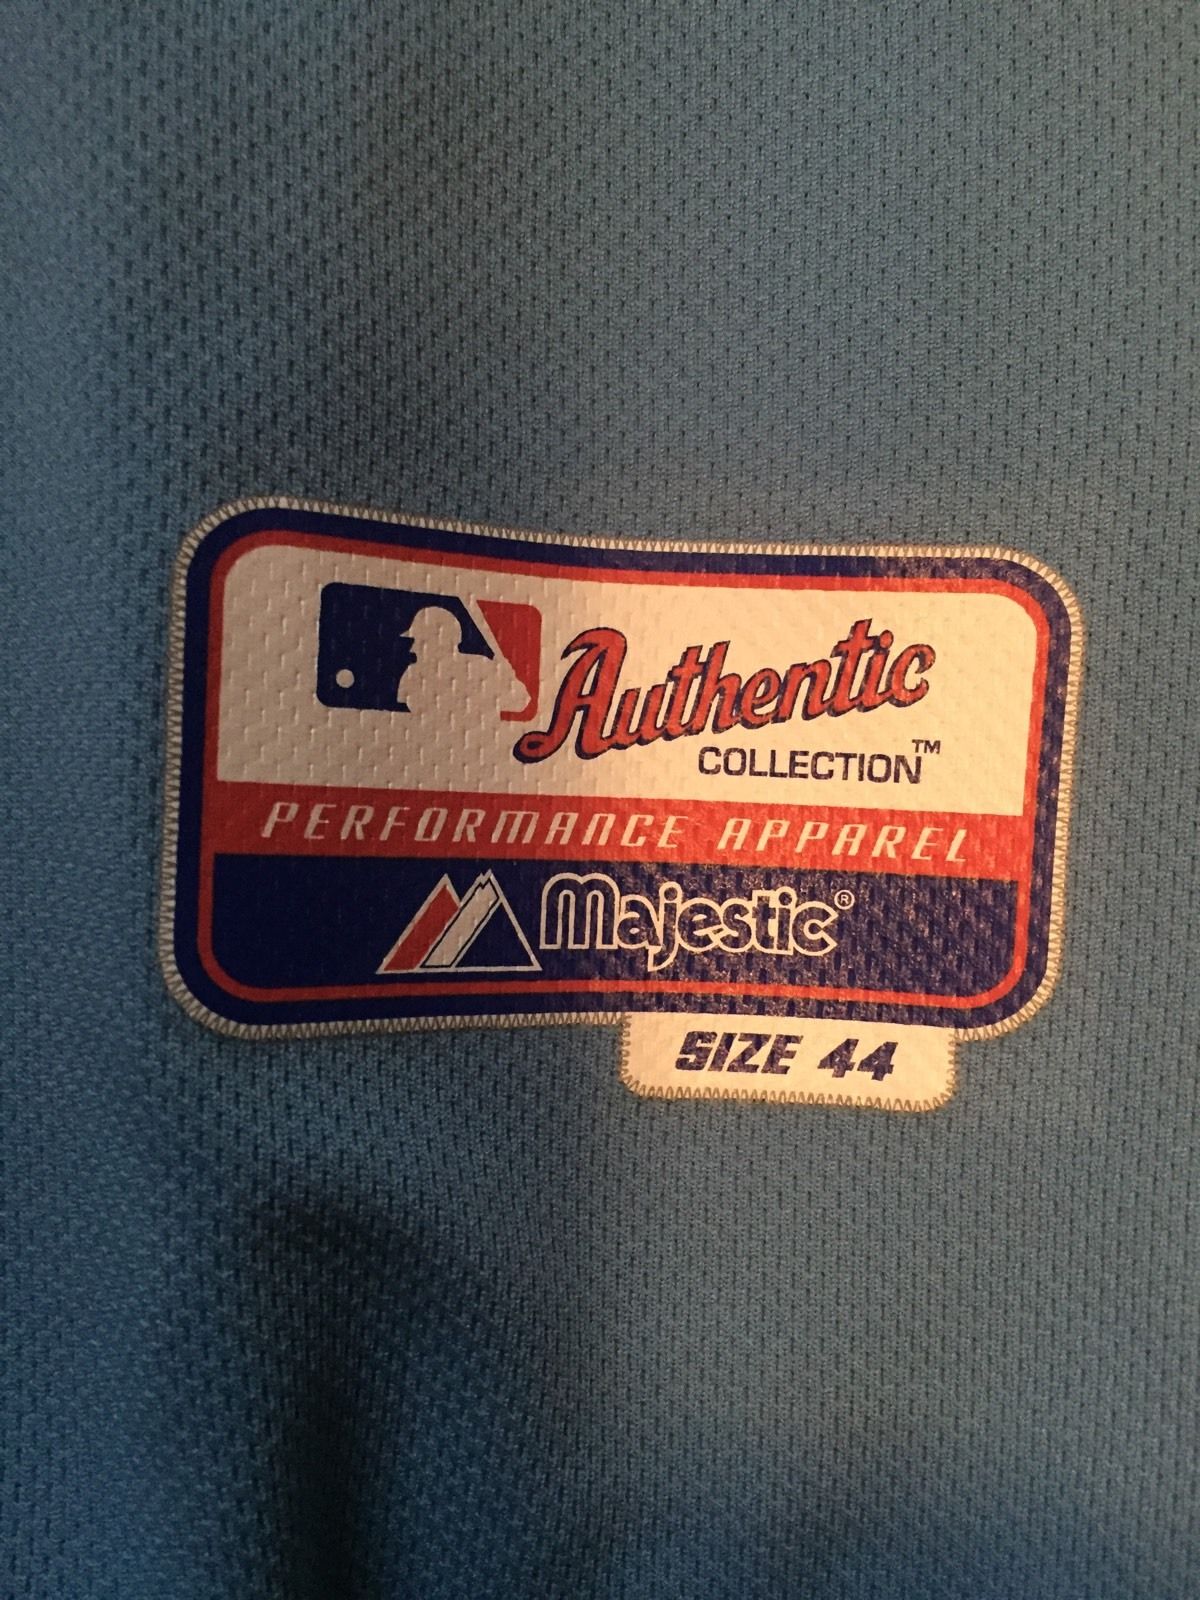 Authentic
COLLECTION™
PERFORMANCE APPAREL
Majestic®
SIZE 44